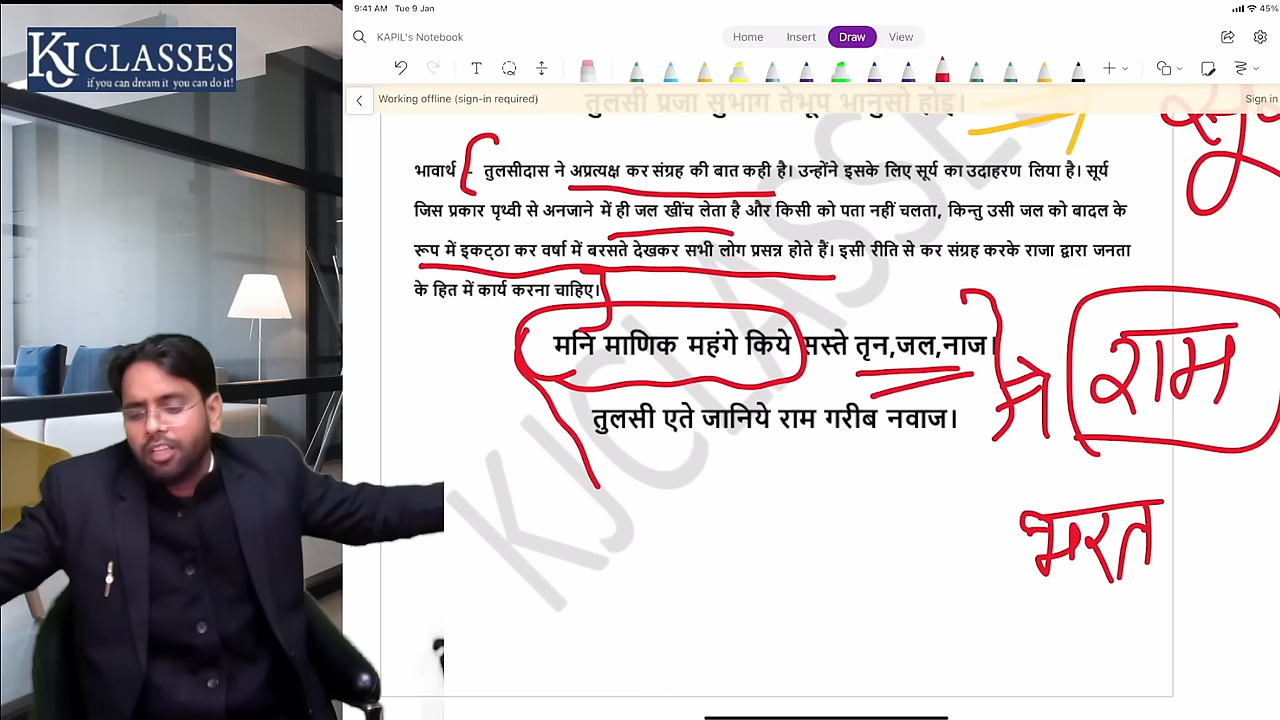 KJ CLASSES
if you can dream it you can do it!
9:41 AM Tue 9 Jan
45%
KAPIL's Notebook
Home Insert Draw View
Working offline (sign-in required)
Sign in
तुलसी प्रजा सुभाग तेभूप भानुसो होइ।
भावार्थ - तुलसीदास ने अप्रत्यक्ष कर संग्रह की बात कही है। उन्होंने इसके लिए सूर्य का उदाहरण लिया है। सूर्य
जिस प्रकार पृथ्वी से अनजाने में ही जल खींच लेता है और किसी को पता नहीं चलता, किन्तु उसी जल को बादल के
रूप में इकट्ठा कर वर्षा में बरसते देखकर सभी लोग प्रसन्न होते हैं। इसी रीति से कर संग्रह करके राजा द्वारा जनता
के हित में कार्य करना चाहिए।
मनि माणिक महंगे किये सस्ते तृन,जल,नाज।
तुलसी एते जानिये राम गरीब नवाज।
राम
भरत
KJ CLASSES